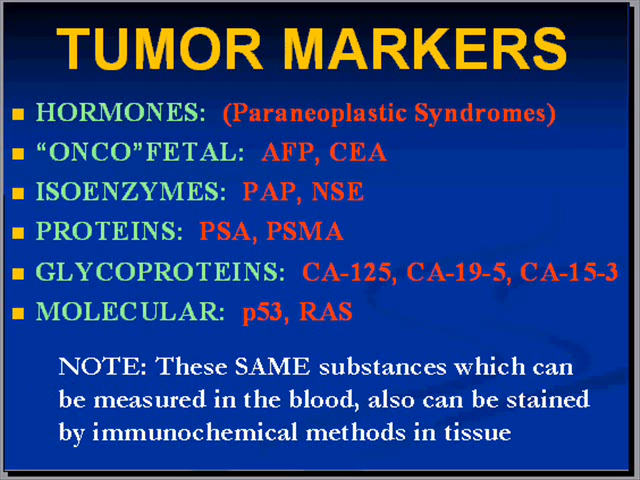 TUMOR MARKERS
HORMONES: (Paraneoplastic Syndromes)
“ONCO”FETAL: AFP, CEA
ISOENZYMES: PAP, NSE
PROTEINS: PSA, PSMA
GLYCOPROTEINS: CA-125, CA-19-5, CA-15-3
MOLECULAR: p53, RAS
NOTE: These SAME substances which can
be measured in the blood, also can be stained
by immunochemical methods in tissue